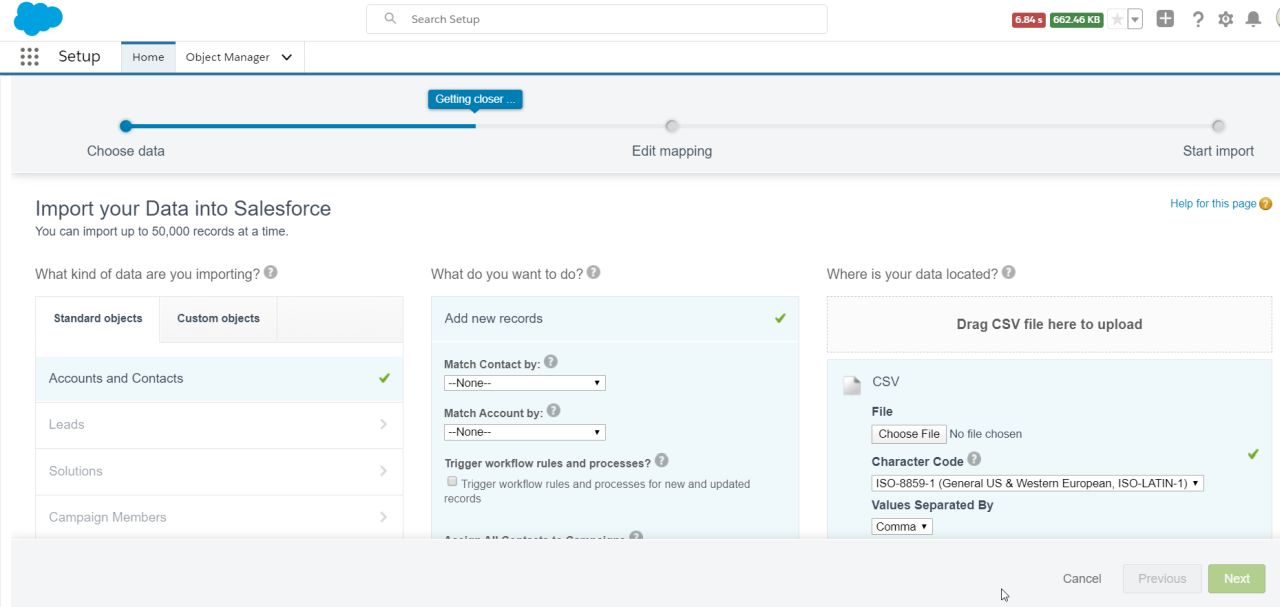 Search Setup
6.84 s 662.46 KB
Setup Home Object Manager
Getting closer ...
Choose data Edit mapping Start import
Import your Data into Salesforce
Help for this page
You can import up to 50,000 records at a time.
What kind of data are you importing?
Standard objects Custom objects
Accounts and Contacts
Leads
Solutions
Campaign Members
What do you want to do?
Add new records
Match Contact by:
--None--
Match Account by:
--None--
Trigger workflow rules and processes?
Trigger workflow rules and processes for new and updated
records
Assign All Contacts to Campaigns
Where is your data located?
Drag CSV file here to upload
CSV
File
Choose File No file chosen
Character Code
ISO-8859-1 (General US & Western European, ISO-LATIN-1)
Values Separated By
Comma
Cancel Previous Next